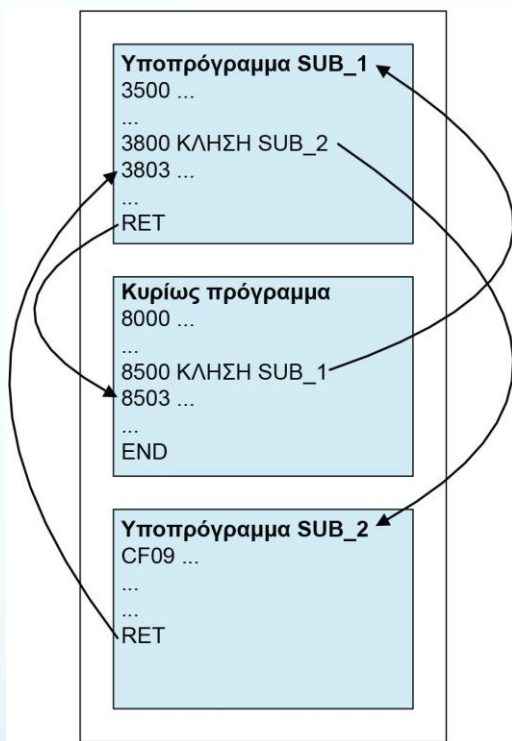 Υποπρόγραμμα SUB_1
3500 ...
...
3800 ΚΛΗΣΗ SUB_2
3803 ...
...
RET
Κυρίως πρόγραμμα
8000 ...
...
8500 ΚΛΗΣΗ SUB_1
8503 ...
...
END
Υποπρόγραμμα SUB_2
CF09 ...
...
...
RET